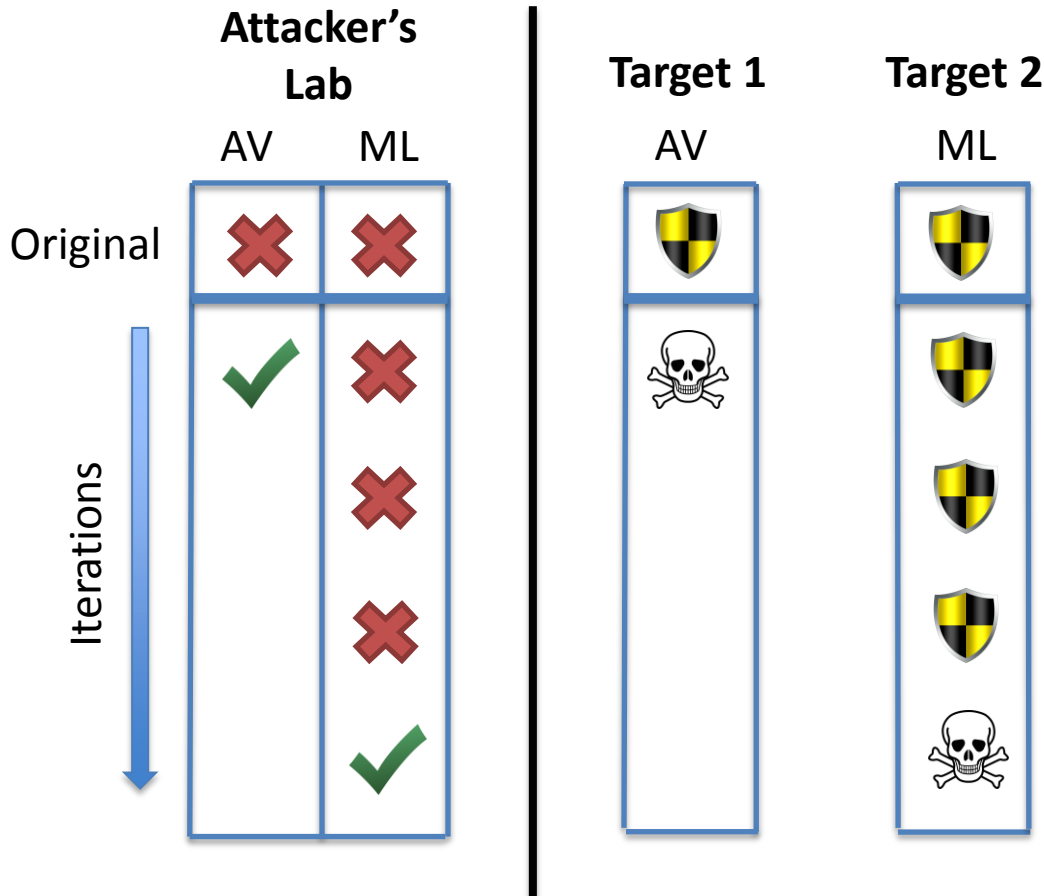 Attacker's
Lab
Target 1
Target 2
AV
ML
AV
ML
Original
Iterations